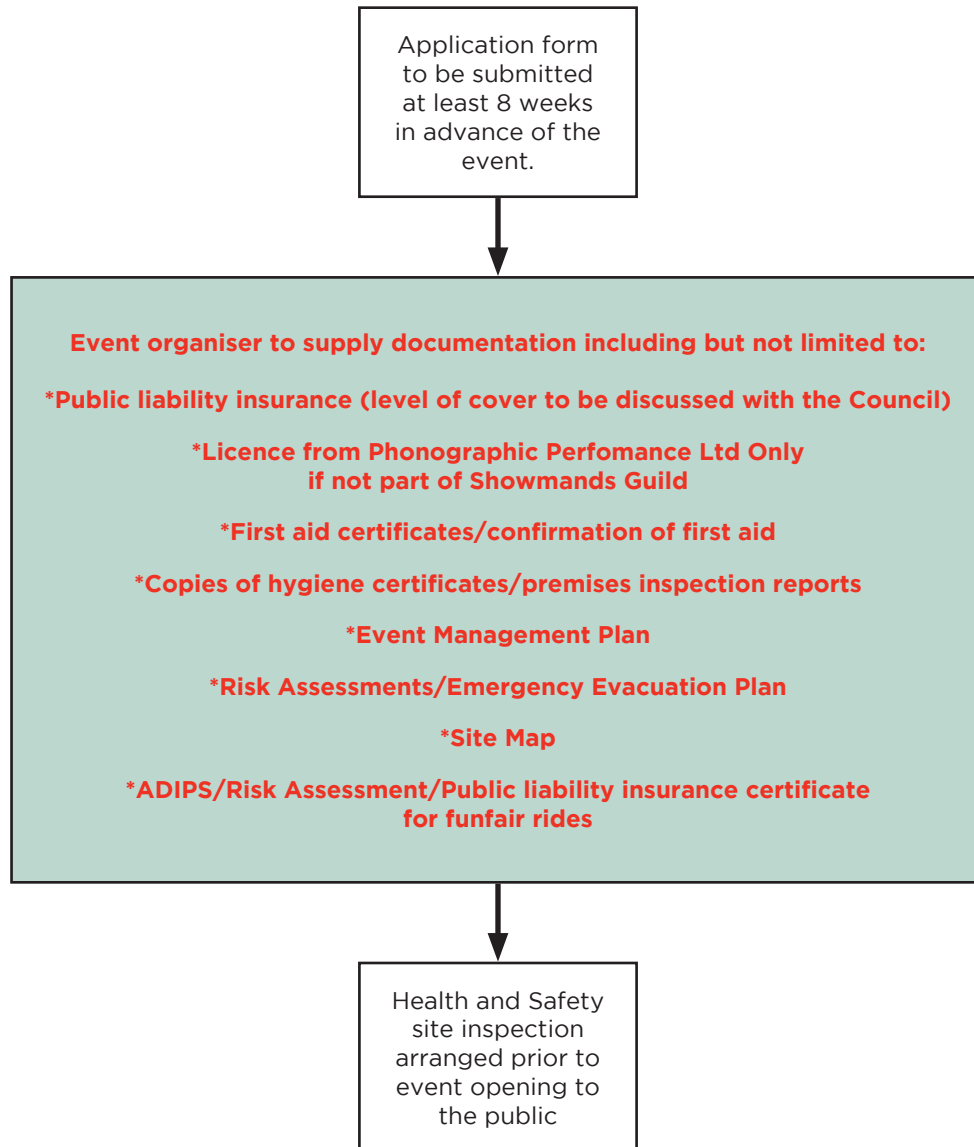 Application form
to be submitted
at least 8 weeks
in advance of the
event.
Event organiser to supply documentation including but not limited to:
*Public liability insurance (level of cover to be discussed with the Council)
*Licence from Phonographic Perfomance Ltd Only
if not part of Showmands Guild
*First aid certificates/confirmation of first aid
*Copies of hygiene certificates/premises inspection reports
*Event Management Plan
*Risk Assessments/Emergency Evacuation Plan
*Site Map
*ADIPS/Risk Assessment/Public liability insurance certificate
for funfair rides
Health and Safety
site inspection
arranged prior to
event opening to
the public